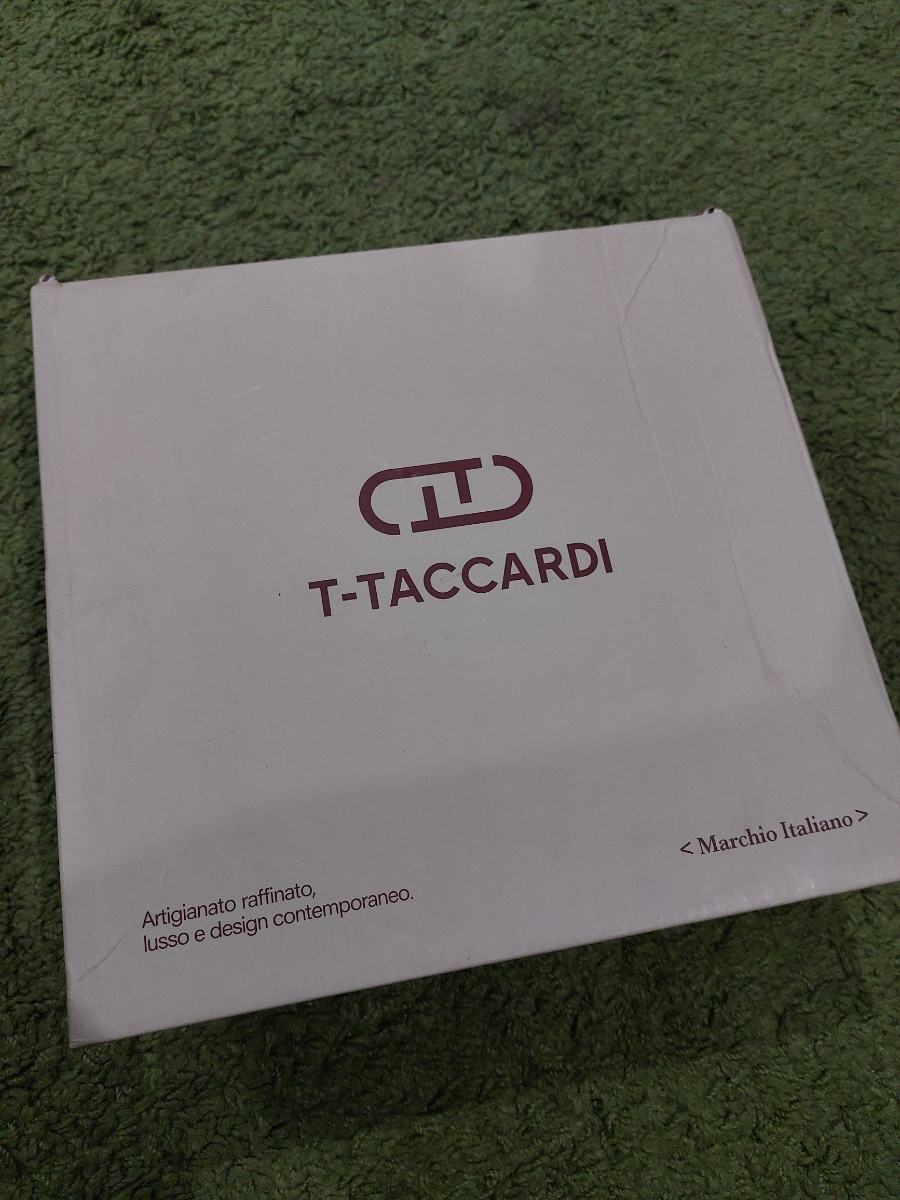 T-TACCARDI
< Marchio Italiano >
Artigianato raffinato,
lusso e design contemporaneo.